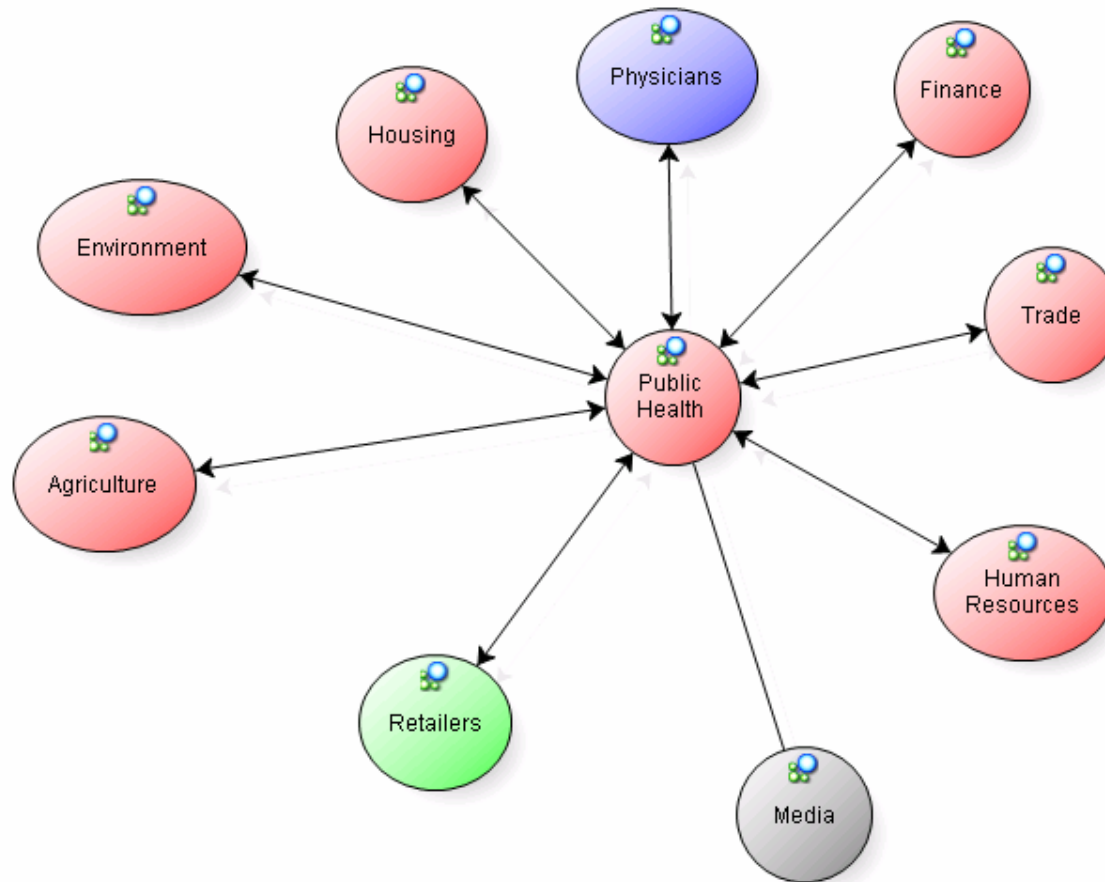 Physicians
Finance
Housing
Environment
Trade
Public
Health
Agriculture
Human
Resources
Retailers
Media